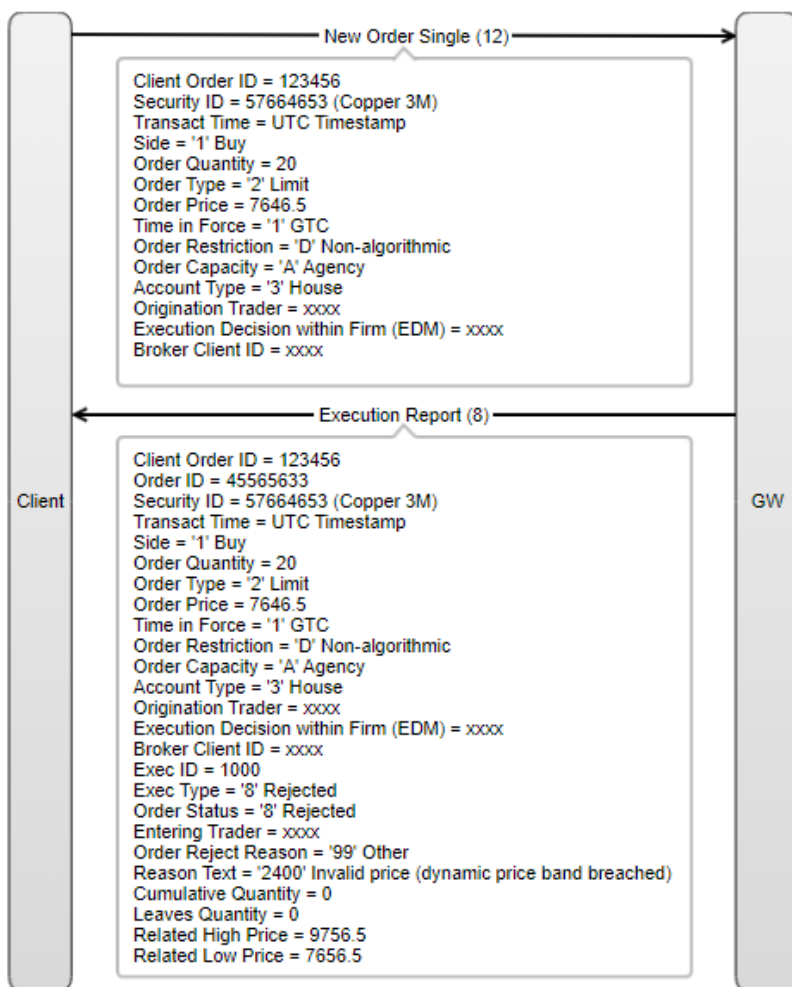 New Order Single (12)
Client Order ID = 123456
Security ID = 57664653 (Copper 3M)
Transact Time = UTC Timestamp
Side = '1' Buy
Order Quantity = 20
Order Type = '2' Limit
Order Price = 7646.5
Time in Force = '1' GTC
Order Restriction = 'D' Non-algorithmic
Order Capacity = 'A' Agency
Account Type = '3' House
Origination Trader = xxxx
Execution Decision within Firm (EDM) = xxxx
Broker Client ID = xxxx
Execution Report (8)
Client Order ID = 123456
Order ID = 45565633
Security ID = 57664653 (Copper 3M)
Transact Time = UTC Timestamp
Side = '1' Buy
Order Quantity = 20
Order Type = '2' Limit
Order Price = 7646.5
Time in Force = '1' GTC
Order Restriction = 'D' Non-algorithmic
Order Capacity = 'A' Agency
Account Type = '3' House
Origination Trader = xxxx
Execution Decision within Firm (EDM) = xxxx
Broker Client ID = xxxx
Exec ID = 1000
Exec Type = '8' Rejected
Order Status = '8' Rejected
Entering Trader = xxxx
Order Reject Reason = '99' Other
Reason Text = '2400' Invalid price (dynamic price band breached)
Cumulative Quantity = 0
Leaves Quantity = 0
Related High Price = 9756.5
Related Low Price = 7656.5
Client
GW